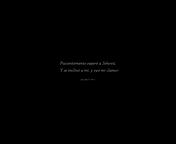 Pacientemente esperé a Jehová,
Y se inclinó a mí, y oyó mi clamor.